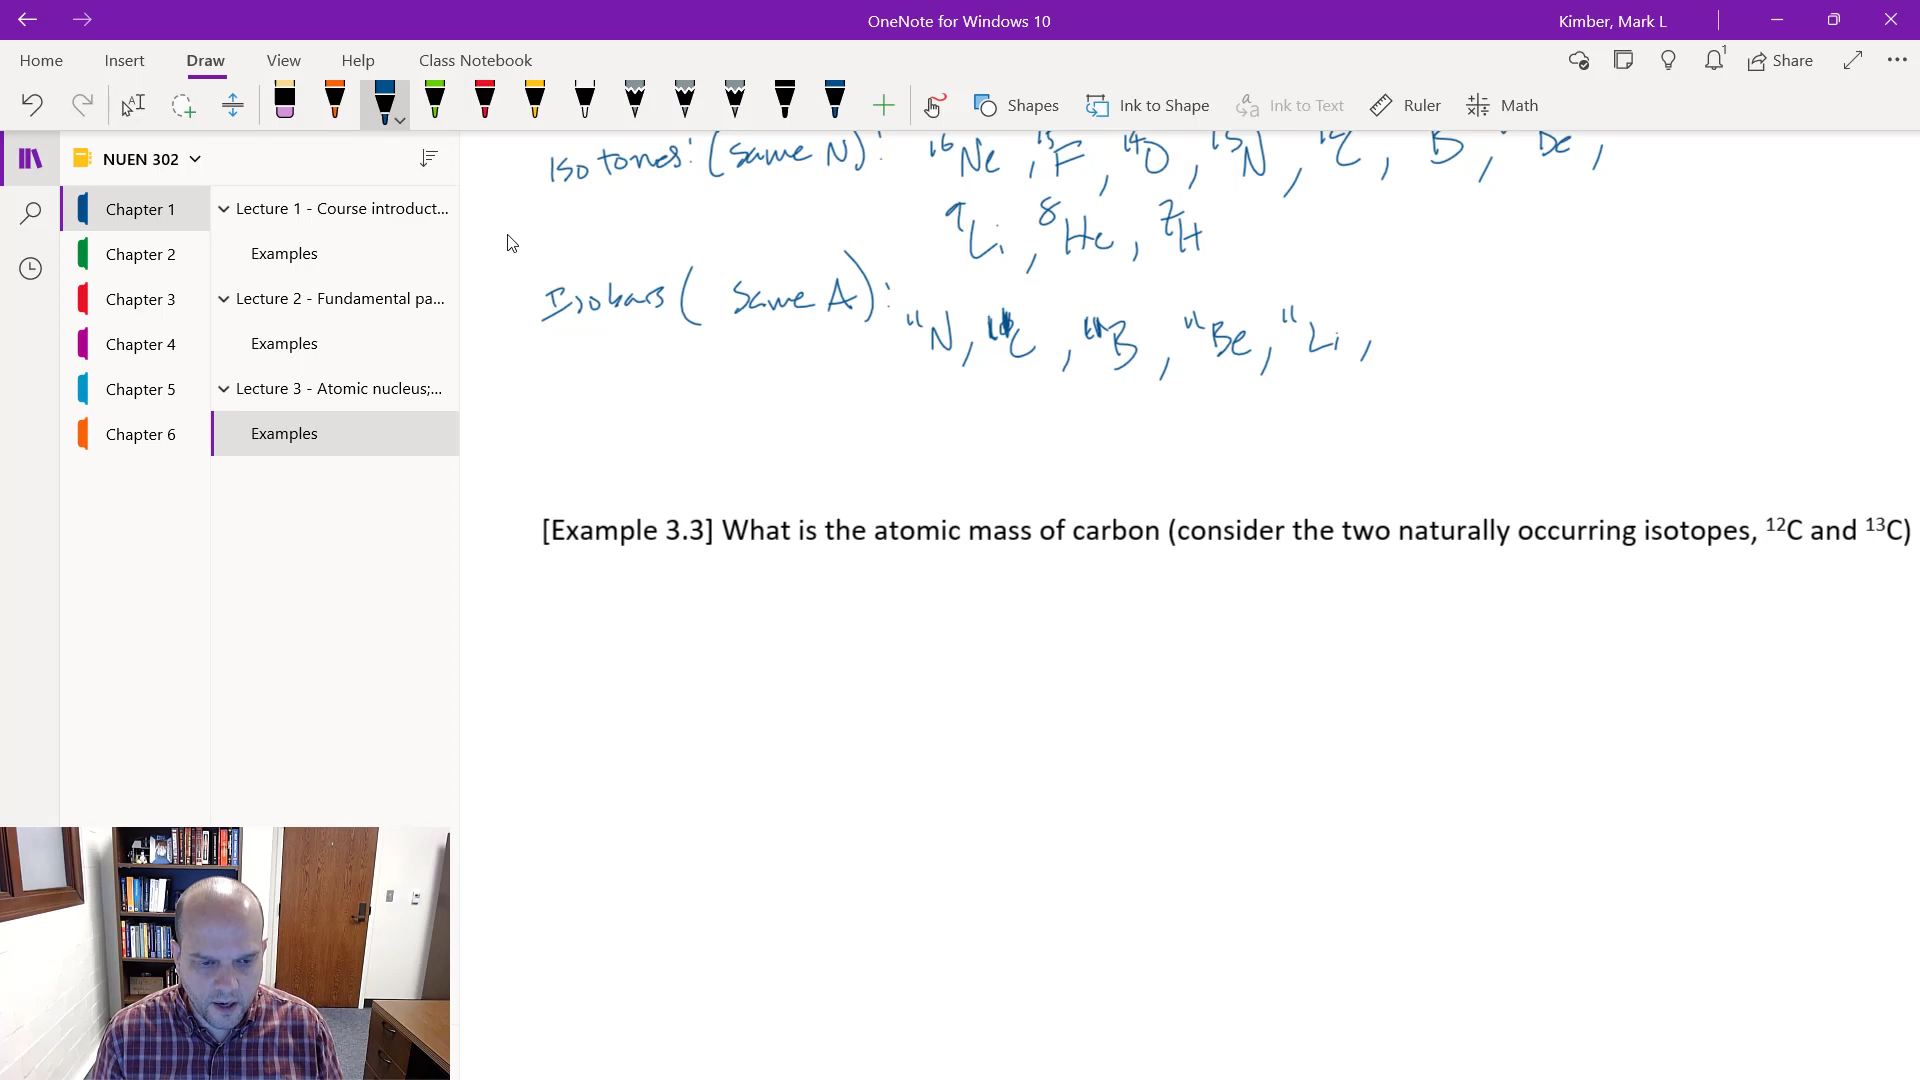 OneNote for Windows 10
Kimber, Mark L
Home Insert Draw View Help Class Notebook
1 Share
Shapes Ink to Shape Ink to Text Ruler Math
NUEN 302
Chapter 1
Chapter 2
Chapter 3
Chapter 4
Chapter 5
Chapter 6
Lecture 1 - Course introduct...
Examples
Lecture 2 - Fundamental pa...
Examples
Lecture 3 - Atomic nucleus;...
Examples
Isotones: (same N): ¹⁶Ne, ¹⁵F, ¹⁴O, ¹³N, ¹²C, B, Be,
⁹Li, ⁸He, ⁷H
Isobars (same A):
¹¹N, ¹¹C, ¹¹B, ¹¹Be, ¹¹Li,
[Example 3.3] What is the atomic mass of carbon (consider the two naturally occurring isotopes, ¹²C and ¹³C)